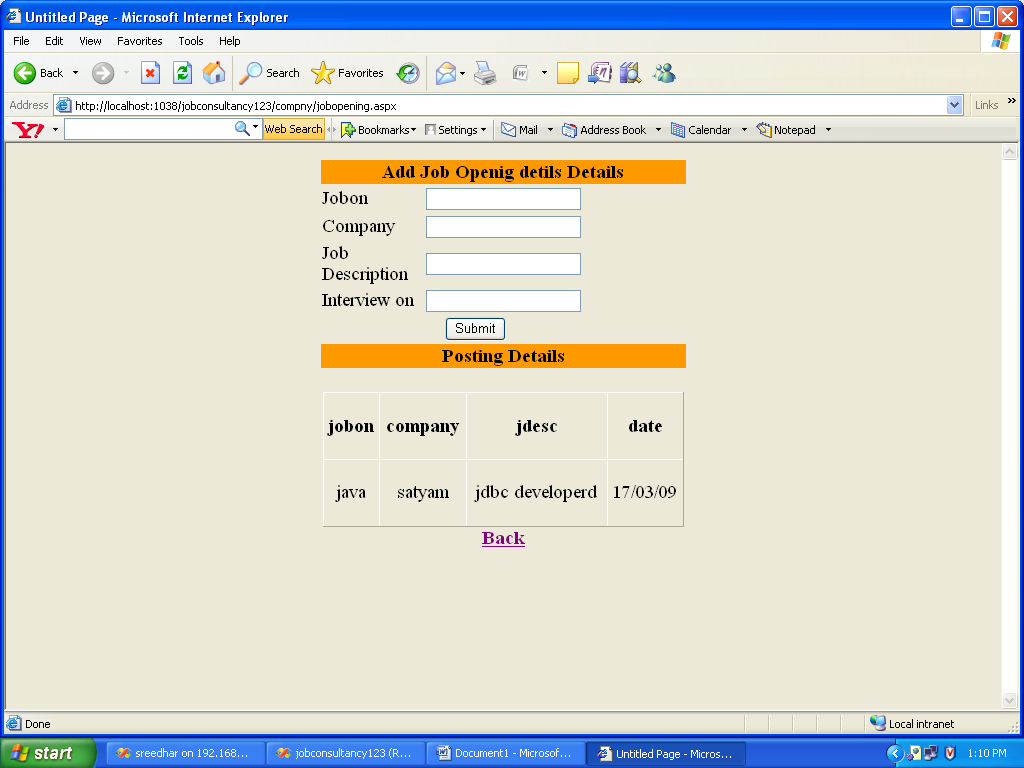 Untitled Page - Microsoft Internet Explorer
File Edit View Favorites Tools Help
Back Search Favorites
Address http://localhost:1038/jobconsultancy123/compny/jobopening.aspx Links »
Y! Web Search Bookmarks Settings Mail Address Book Calendar Notepad
Add Job Openig detils Details
Jobon
Company
Job
Description
Interview on
Submit
Posting Details
jobon company jdesc date
java satyam jdbc developerd 17/03/09
Back
Done Local intranet
start sreedhar on 192.168... jobconsultancy123 (R... Document1 - Microsof... Untitled Page - Micros... 1:10 PM